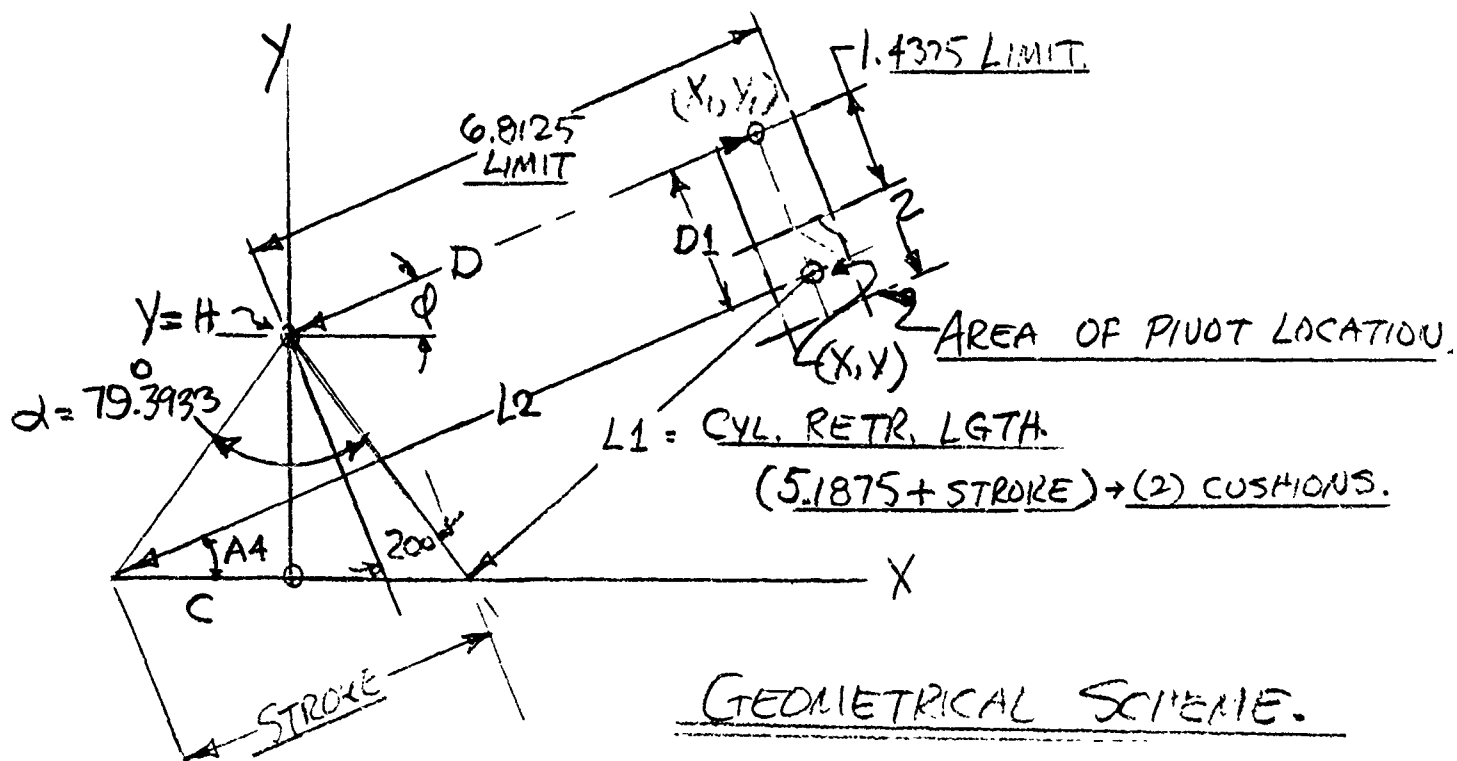 Y
1.4375 LIMIT.
(X1, Y1)
6.8125
LIMIT
D1
2
D
φ
Y=H
AREA OF PIVOT LOCATION.
(X,Y)
α = 79.3933°
L2
L1 = CYL. RETR. LGTH.
(5.1875 + STROKE) → (2) CUSHIONS.
A4
X
C
STROKE
GEOMETRICAL SCHEME.